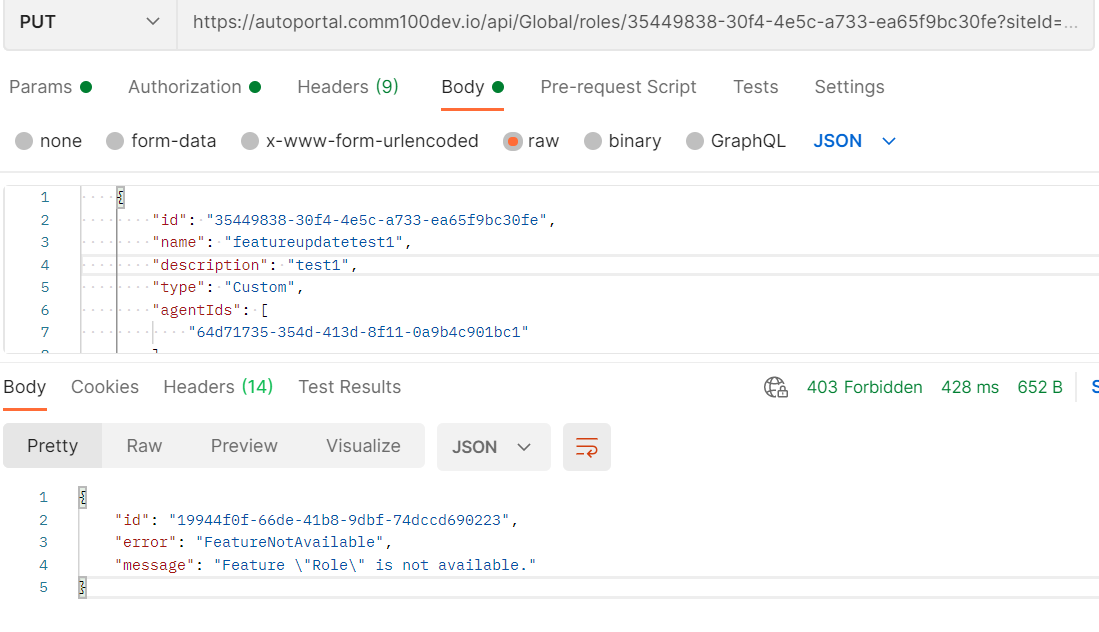 PUT https://autoportal.comm100dev.io/api/Global/roles/35449838-30f4-4e5c-a733-ea65f9bc30fe?siteId=...
Params Authorization Headers (9) Body Pre-request Script Tests Settings
none form-data x-www-form-urlencoded raw binary GraphQL JSON
1 {
2 "id": "35449838-30f4-4e5c-a733-ea65f9bc30fe",
3 "name": "featureupdatetest1",
4 "description": "test1",
5 "type": "Custom",
6 "agentIds": [
7 "64d71735-354d-413d-8f11-0a9b4c901bc1"
Body Cookies Headers (14) Test Results 403 Forbidden 428 ms 652 B S
Pretty Raw Preview Visualize JSON
1 {
2 "id": "19944f0f-66de-41b8-9dbf-74dccd690223",
3 "error": "FeatureNotAvailable",
4 "message": "Feature \"Role\" is not available."
5 }